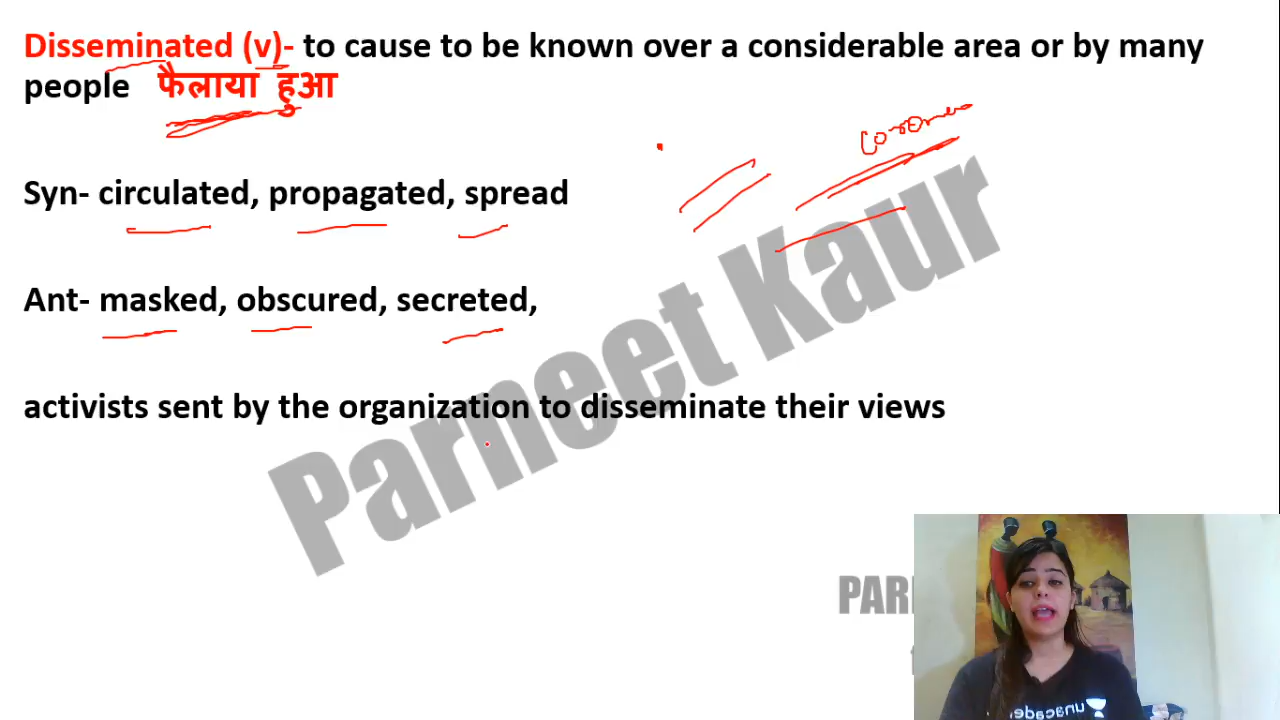 Disseminated (v)- to cause to be known over a considerable area or by many
people फैलाया हुआ
Syn- circulated, propagated, spread
Ant- masked, obscured, secreted,
activists sent by the organization to disseminate their views
Parneet Kaur